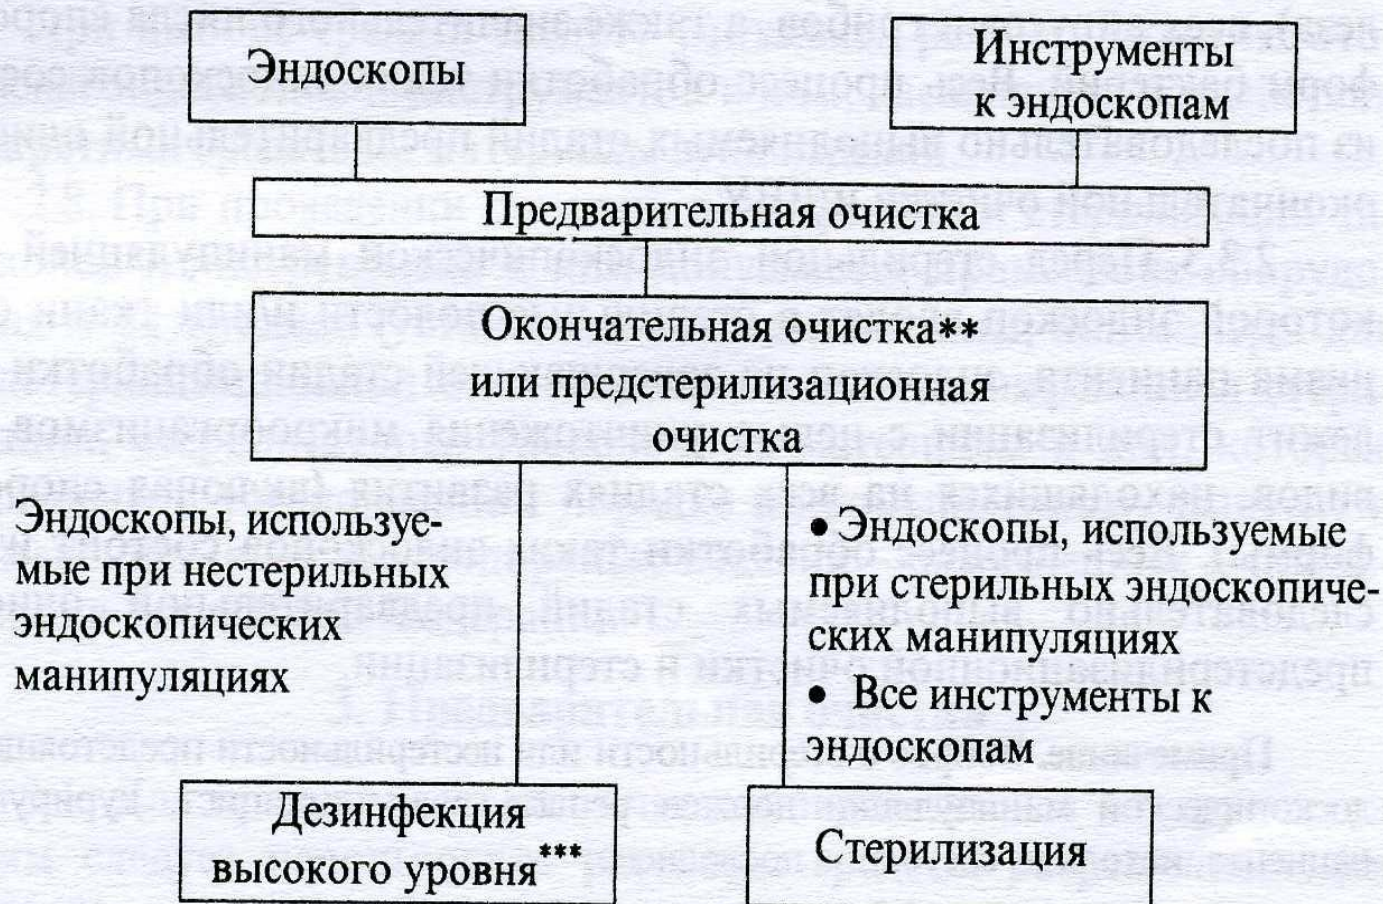 Эндоскопы
Инструменты
к эндоскопам
Предварительная очистка
Окончательная очистка**
или предстерилизационная
очистка
Эндоскопы, используе-
мые при нестерильных
эндоскопических
манипуляциях
• Эндоскопы, используемые
при стерильных эндоскопиче-
ских манипуляциях
• Все инструменты к
эндоскопам
Дезинфекция
высокого уровня***
Стерилизация